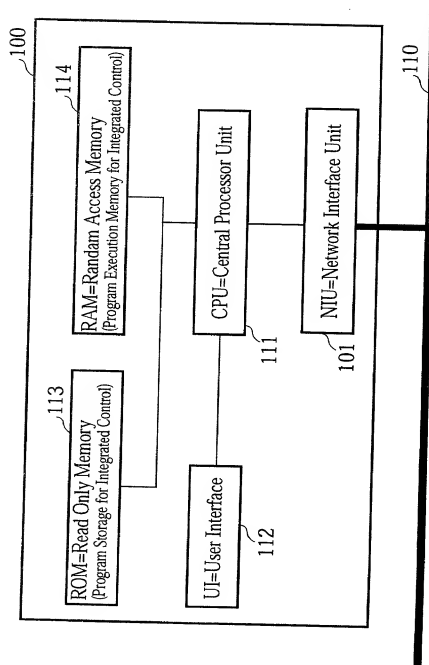 100
110
113
ROM=Read Only Memory
(Program Storage for Integrated Control)
114
RAM=Randam Access Memory
(Program Execution Memory for Integrated Control)
UI=User Interface
112
CPU=Central Processor Unit
111
NIU=Network Interface Unit
101